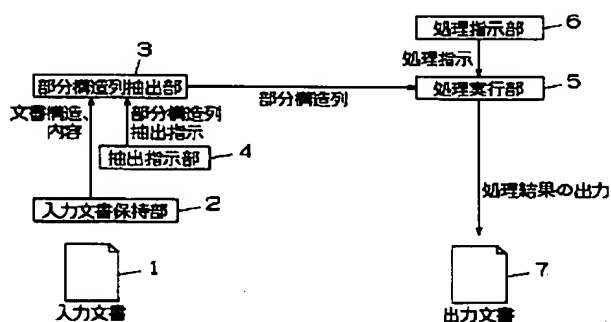 処理指示部
6
3
処理指示
部分構造列抽出部
処理実行部
5
部分構造列
文書構造、
内容
部分構造列
抽出指示
抽出指示部
4
処理結果の出力
入力文書保持部
2
1
7
入力文書
出力文書